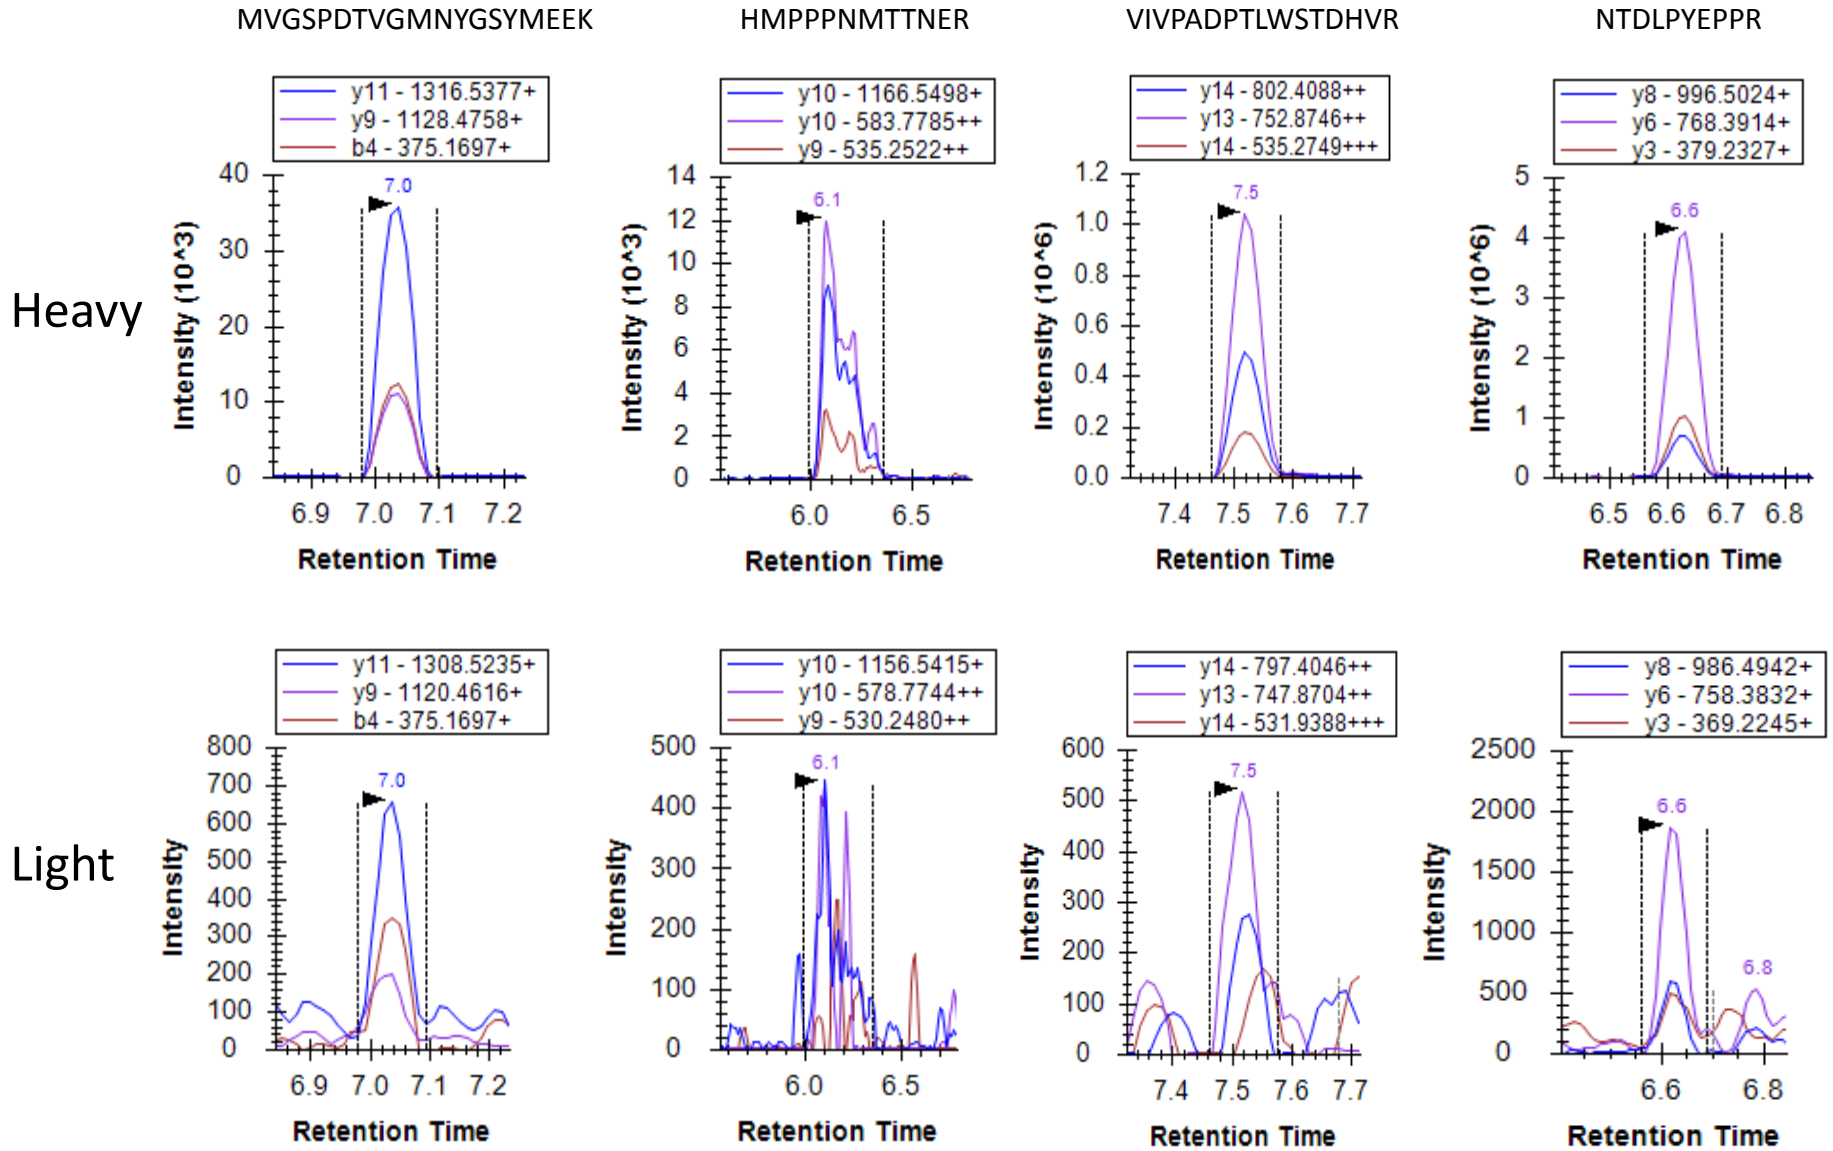 MVGSPDTVGMNYGSYMEEK
HMPPPNMTTNER
VIVPADPTLWSTDHVR
NTDLPYEPPR
Heavy
y11 - 1316.5377+
y9 - 1128.4758+
b4 - 375.1697+
40
30
20
10
0
7.0
Intensity (10^3)
6.9 7.0 7.1 7.2
Retention Time
y10 - 1166.5498+
y10 - 583.7785++
y9 - 535.2522++
14
12
10
8
6
4
2
0
6.1
Intensity (10^3)
6.0 6.5
Retention Time
y14 - 802.4088++
y13 - 752.8746++
y14 - 535.2749+++
1.2
1.0
0.8
0.6
0.4
0.2
0.0
7.5
Intensity (10^6)
7.4 7.5 7.6 7.7
Retention Time
y8 - 996.5024+
y6 - 768.3914+
y3 - 379.2327+
5
4
3
2
1
0
6.6
Intensity (10^6)
6.5 6.6 6.7 6.8
Retention Time
Light
y11 - 1308.5235+
y9 - 1120.4616+
b4 - 375.1697+
800
700
600
500
400
300
200
100
0
7.0
Intensity
6.9 7.0 7.1 7.2
Retention Time
y10 - 1156.5415+
y10 - 578.7744++
y9 - 530.2480++
500
400
300
200
100
0
6.1
Intensity
6.0 6.5
Retention Time
y14 - 797.4046++
y13 - 747.8704++
y14 - 531.9388+++
600
500
400
300
200
100
0
7.5
Intensity
7.4 7.5 7.6 7.7
Retention Time
y8 - 986.4942+
y6 - 758.3832+
y3 - 369.2245+
2500
2000
1500
1000
500
0
6.6
6.8
Intensity
6.6 6.8
Retention Time